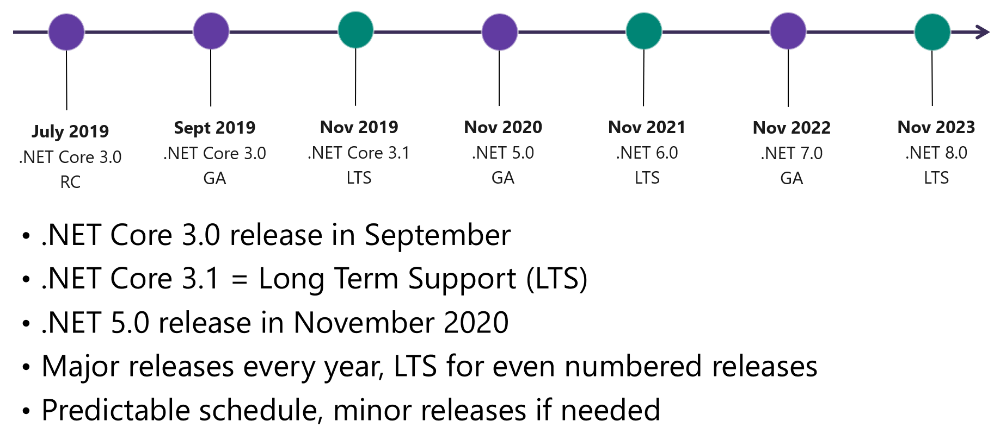 July 2019
.NET Core 3.0
RC
Sept 2019
.NET Core 3.0
GA
Nov 2019
.NET Core 3.1
LTS
Nov 2020
.NET 5.0
GA
Nov 2021
.NET 6.0
LTS
Nov 2022
.NET 7.0
GA
Nov 2023
.NET 8.0
LTS
• .NET Core 3.0 release in September
• .NET Core 3.1 = Long Term Support (LTS)
• .NET 5.0 release in November 2020
• Major releases every year, LTS for even numbered releases
• Predictable schedule, minor releases if needed